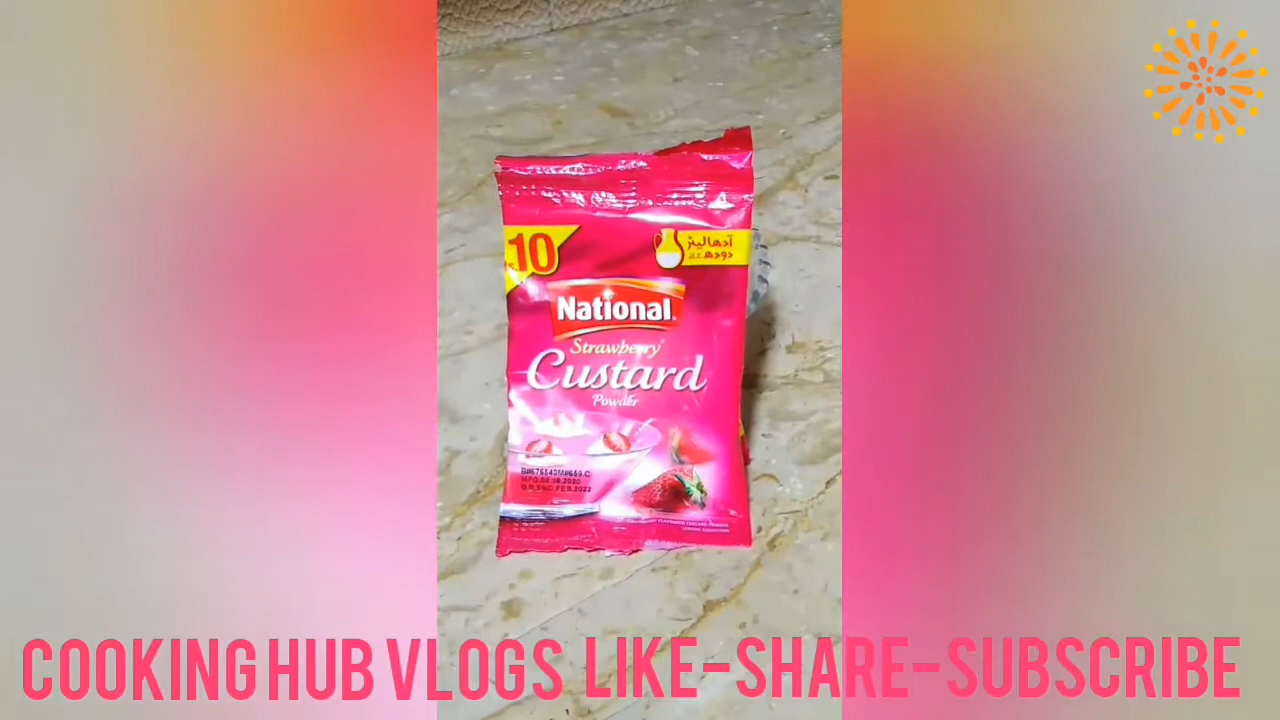 10
آدھا لیٹر
دودھ
National
Strawberry
Custard
Powder
COOKING HUB VLOGS LIKE-SHARE-SUBSCRIBE